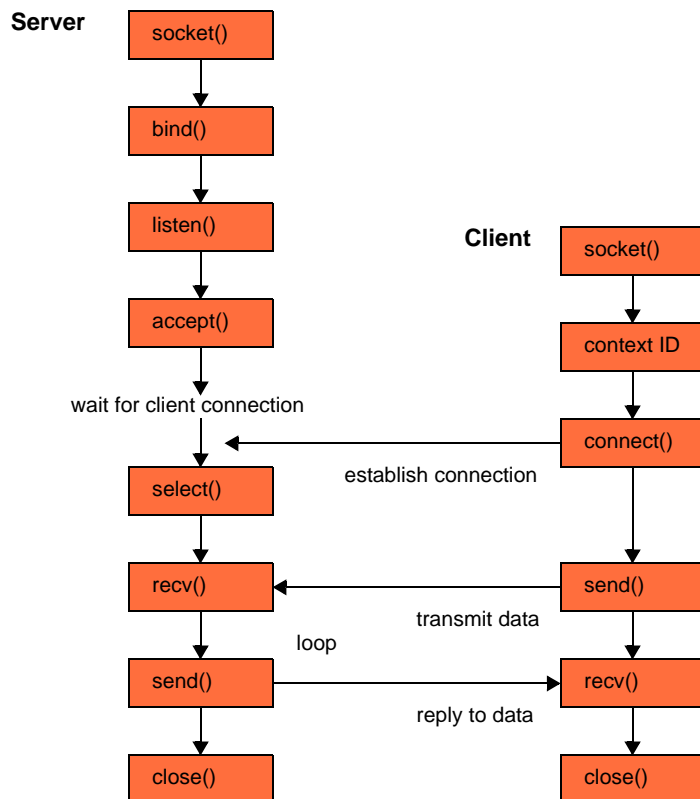 Server
socket()
bind()
listen()
accept()
wait for client connection
select()
recv()
loop
send()
close()
Client
socket()
context ID
connect()
establish connection
send()
transmit data
recv()
reply to data
close()